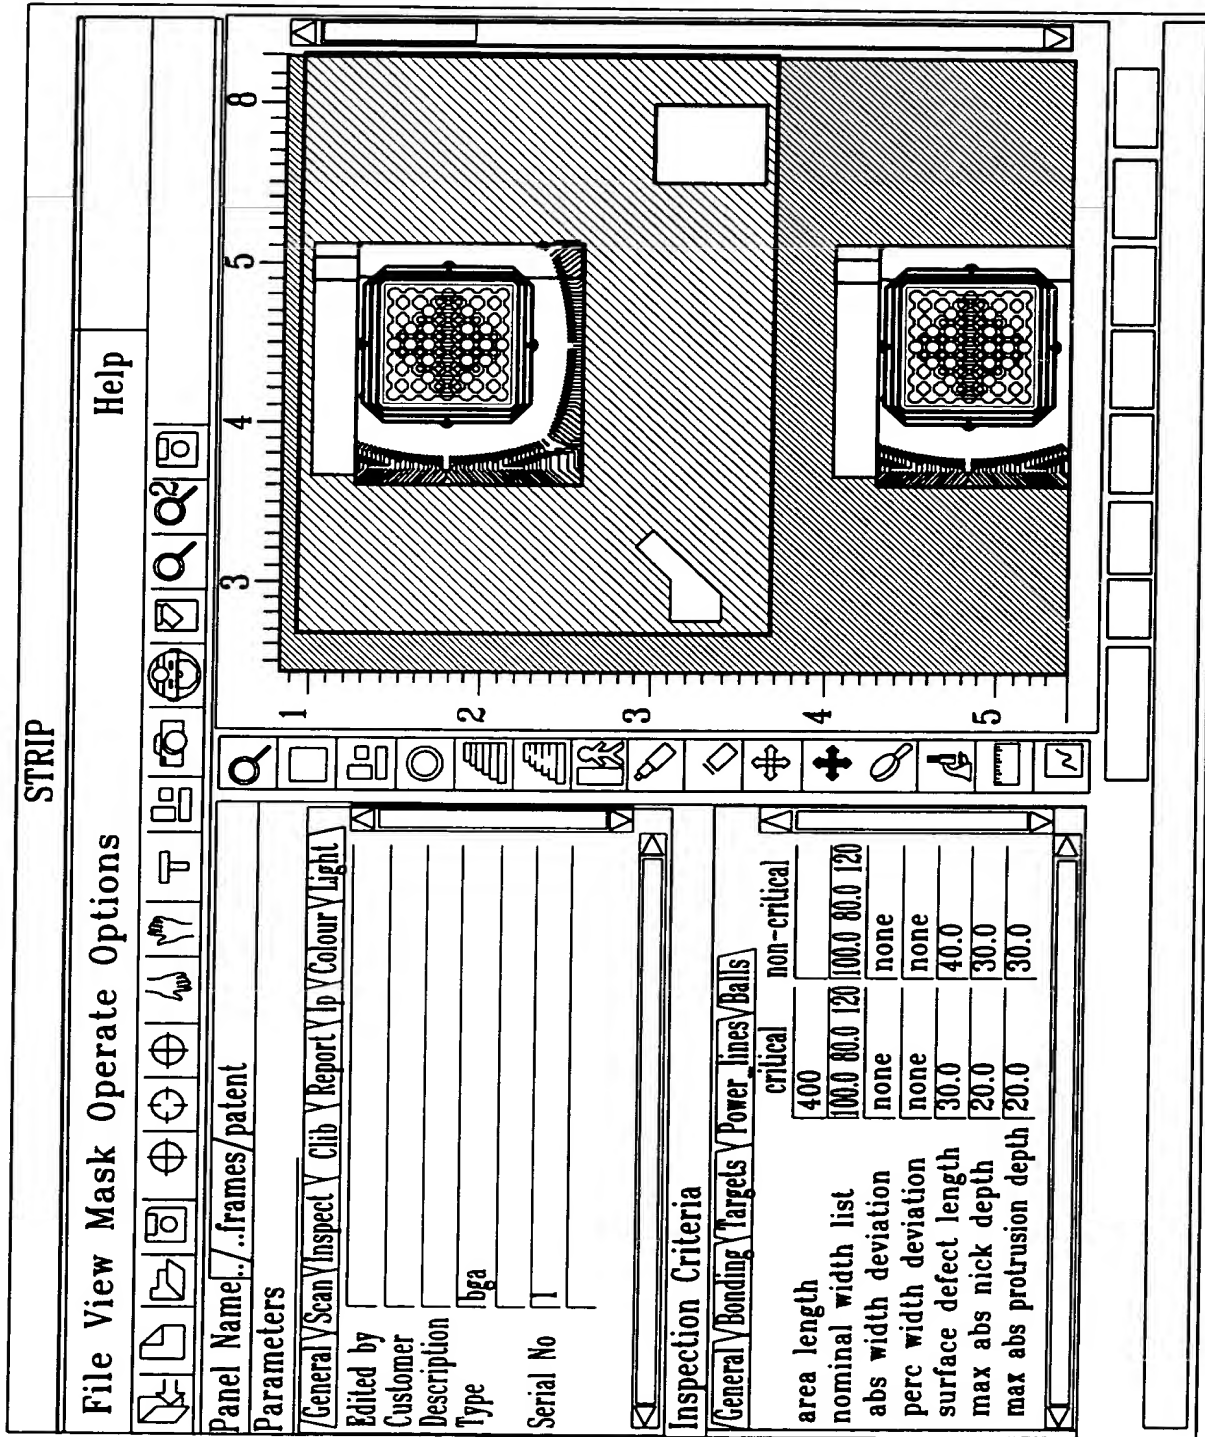 STRIP
File View Mask Operate Options Help
2
Panel Name ../..frames/patent
Parameters
General Scan Inspect Clib Report Ip Colour Light
Edited by
Customer
Description
Type bga
Serial No 1
Inspection Criteria
General Bonding Targets Power_lines Balls
critical non-critical
area length 400
nominal width list 100.0 80.0 120 100.0 80.0 120
abs width deviation none none
perc width deviation none none
surface defect length 30.0 40.0
max abs nick depth 20.0 30.0
max abs protrusion depth 20.0 30.0
3 4 5 8
1
2
3
4
5